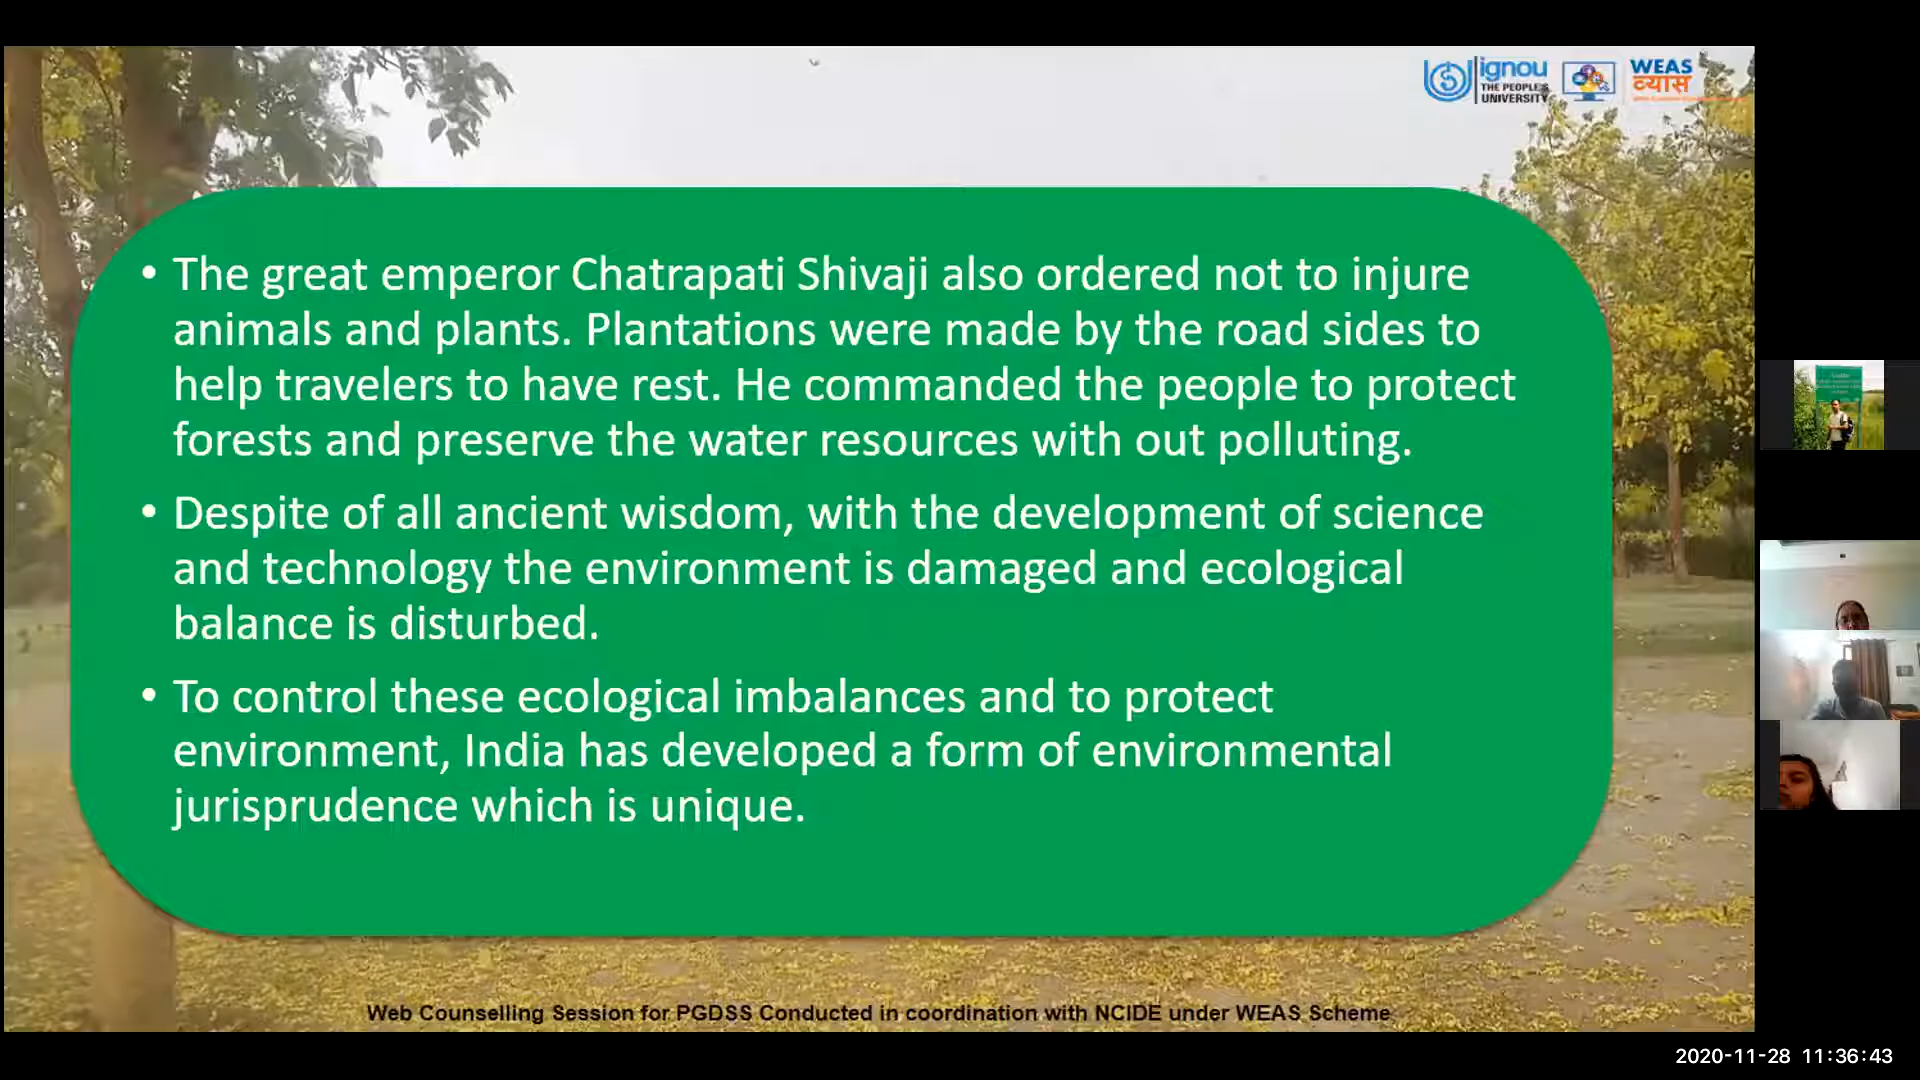 ignou
THE PEOPLE'S
UNIVERSITY
WEAS
व्यास
• The great emperor Chatrapati Shivaji also ordered not to injure
animals and plants. Plantations were made by the road sides to
help travelers to have rest. He commanded the people to protect
forests and preserve the water resources with out polluting.
• Despite of all ancient wisdom, with the development of science
and technology the environment is damaged and ecological
balance is disturbed.
• To control these ecological imbalances and to protect
environment, India has developed a form of environmental
jurisprudence which is unique.
Web Counselling Session for PGDSS Conducted in coordination with NCIDE under WEAS Scheme
2020-11-28 11:36:43